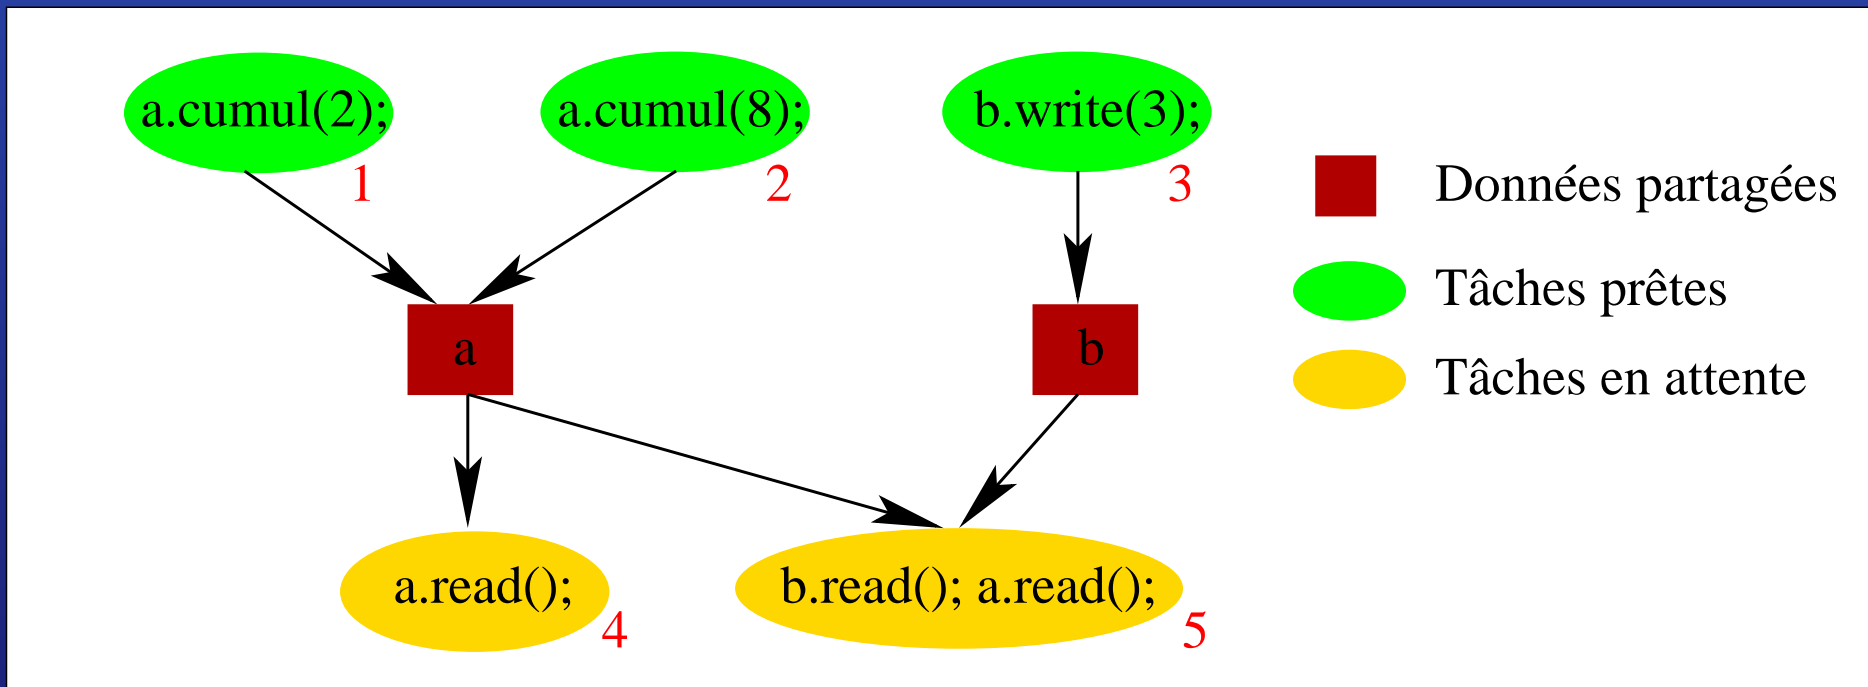 a.cumul(2);
1
a.cumul(8);
2
b.write(3);
3
a
b
a.read();
4
b.read(); a.read();
5
Données partagées
Tâches prêtes
Tâches en attente